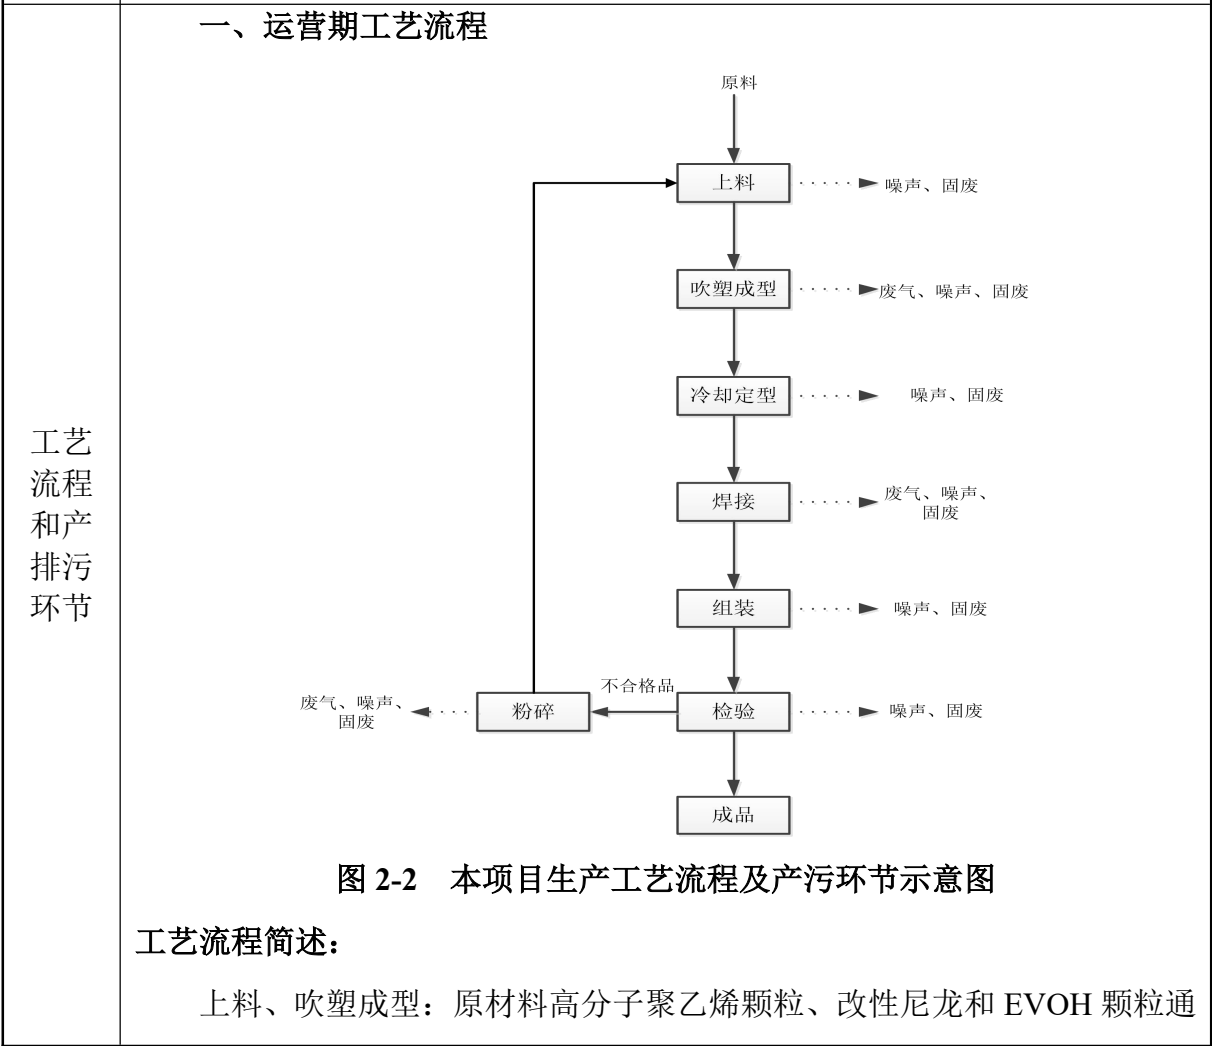 一、运营期工艺流程
原料
上料
噪声、固废
吹塑成型
废气、噪声、固废
冷却定型
噪声、固废
焊接
废气、噪声、
固废
组装
噪声、固废
不合格品
废气、噪声、
固废
粉碎
检验
噪声、固废
成品
工艺
流程
和产
排污
环节
图 2-2 本项目生产工艺流程及产污环节示意图
工艺流程简述：
上料、吹塑成型：原材料高分子聚乙烯颗粒、改性尼龙和 EVOH 颗粒通